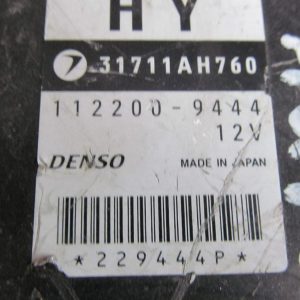 HY
31711AH760
112200-9444
12V
DENSO MADE IN JAPAN
*229444P*